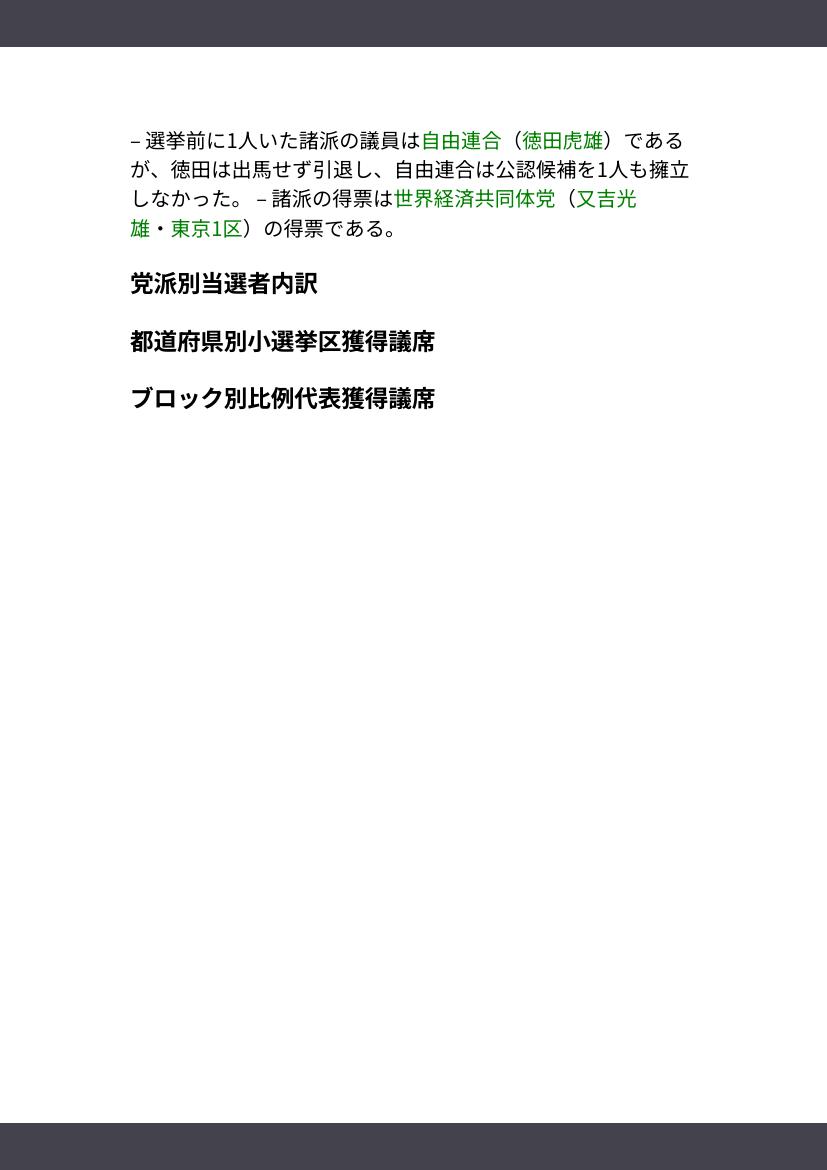 – 選挙前に1人いた諸派の議員は自由連合（徳田虎雄）である
が、徳田は出馬せず引退し、自由連合は公認候補を1人も擁立
しなかった。 – 諸派の得票は世界経済共同体党（又吉光
雄・東京1区）の得票である。
党派別当選者内訳
都道府県別小選挙区獲得議席
ブロック別比例代表獲得議席